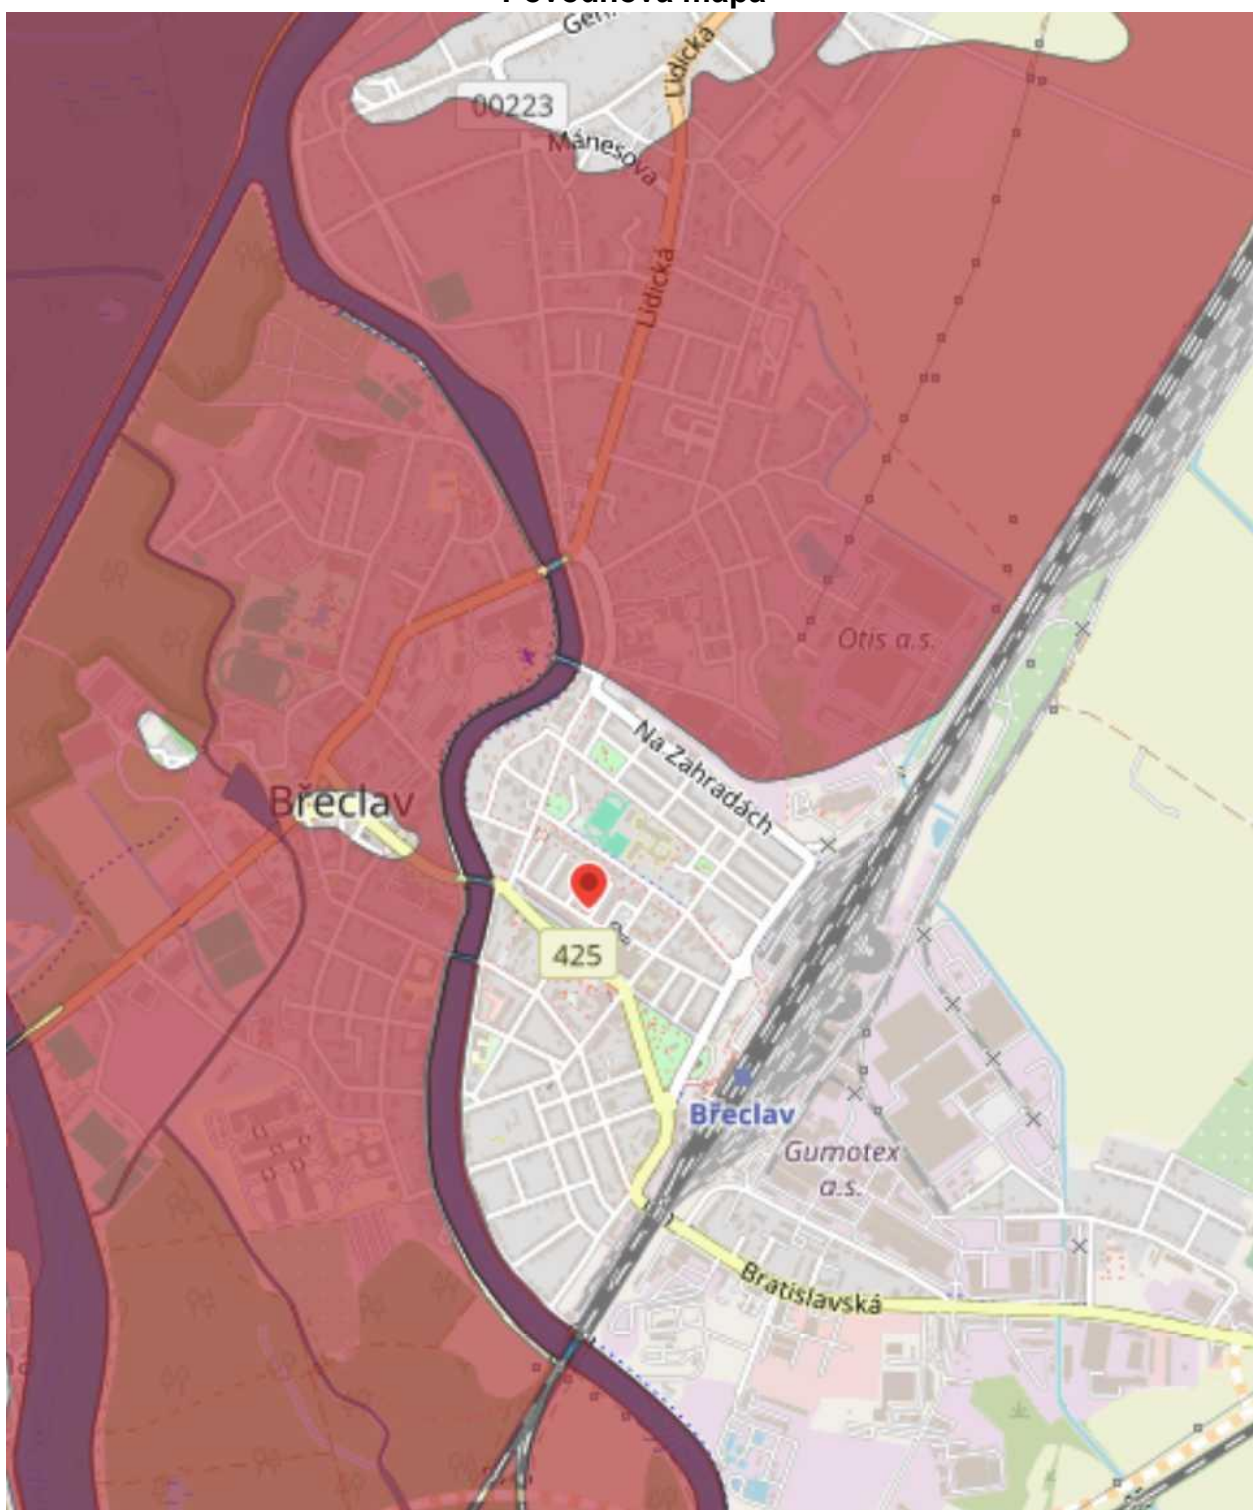 Povodňová mapa
Lidická
00223
Mánesova
Lidická
Otis a.s.
Na Zahradách
Břeclav
425
Břeclav
Gumotex
a.s.
Bratislavská